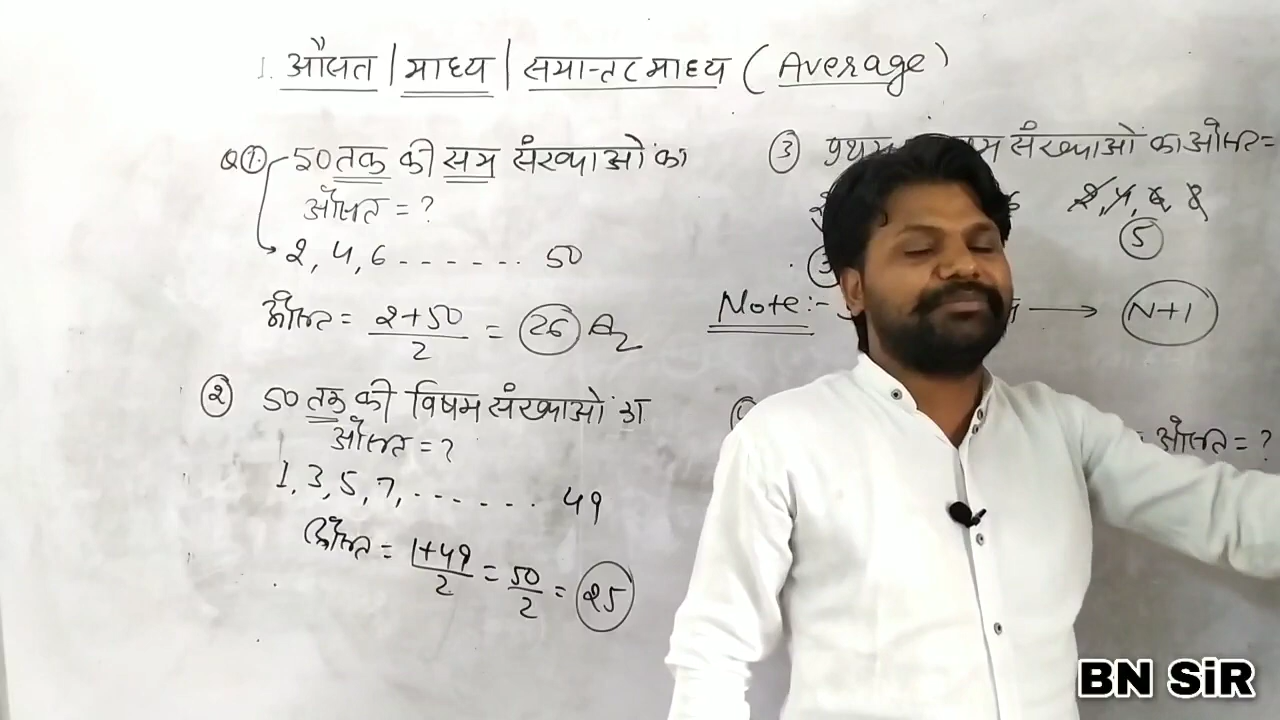 1. औसत | माध्य | समान्तर माध्य ( Average )
Q① 50 तक की सम संख्याओ का
औसत = ?
2, 4, 6 - - - - - - 50
औसत = 2+50 / 2 = 26 Ans
② 50 तक की विषम संख्याओ का
औसत = ?
1, 3, 5, 7, - - - - - - 49
औसत = 1+49 / 2 = 50 / 2 = 25
③ प्रथम संख्याओ का औसत =
2, 4, 6, 8
5
Note :- → N+1
औसत = ?
BN SiR